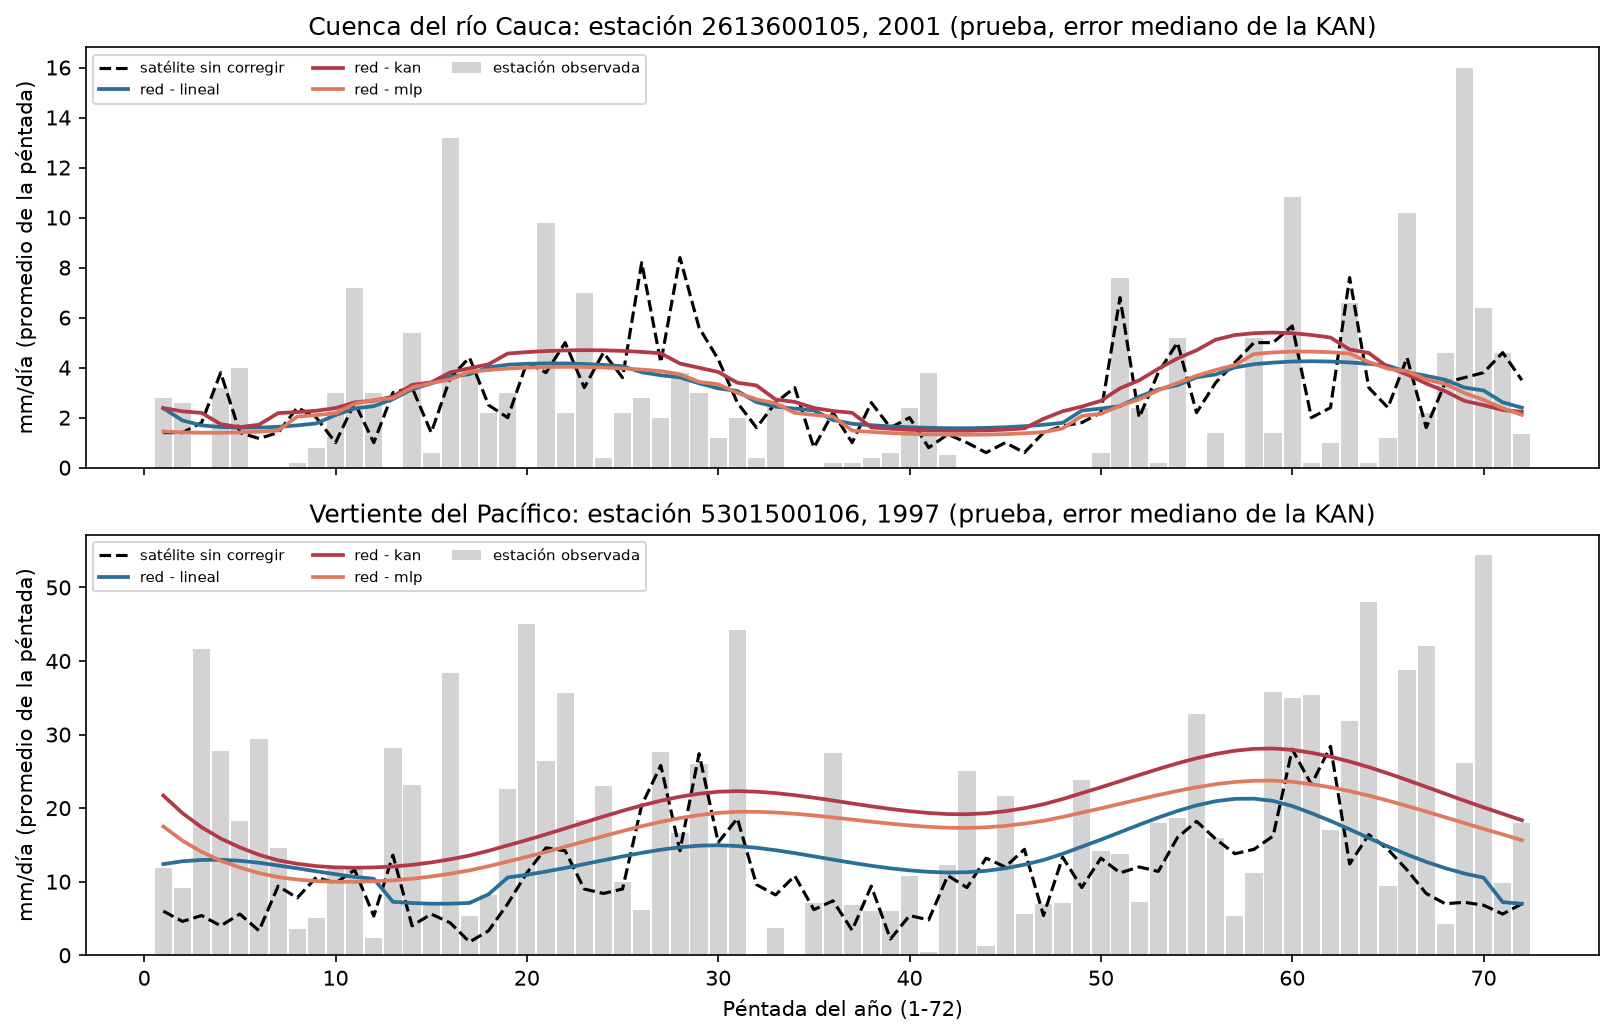 Cuenca del río Cauca: estación 2613600105, 2001 (prueba, error mediano de la KAN)
satélite sin corregir
red - lineal
red - kan
red - mlp
estación observada
mm/día (promedio de la péntada)
16
14
12
10
8
6
4
2
0
Vertiente del Pacífico: estación 5301500106, 1997 (prueba, error mediano de la KAN)
satélite sin corregir
red - lineal
red - kan
red - mlp
estación observada
mm/día (promedio de la péntada)
50
40
30
20
10
0
0 10 20 30 40 50 60 70
Péntada del año (1-72)